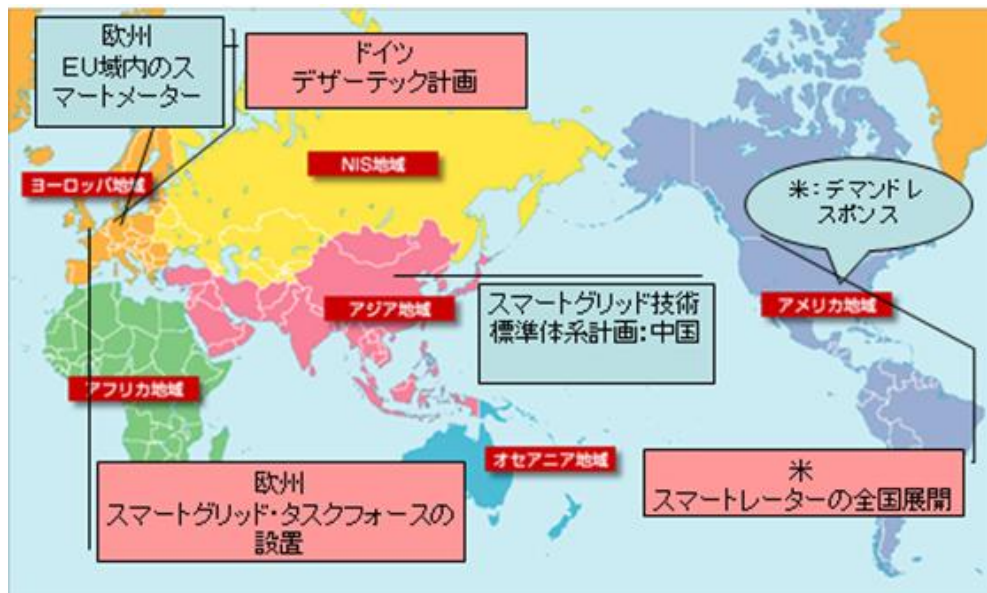 欧州
EU域内のス
マートメーター
ドイツ
デザーテック計画
NIS地域
ヨーロッパ地域
米：デマンドレ
スポンス
スマートグリッド技術
標準体系計画：中国
アジア地域
アメリカ地域
アフリカ地域
オセアニア地域
欧州
スマートグリッド・タスクフォースの
設置
米
スマートレーターの全国展開